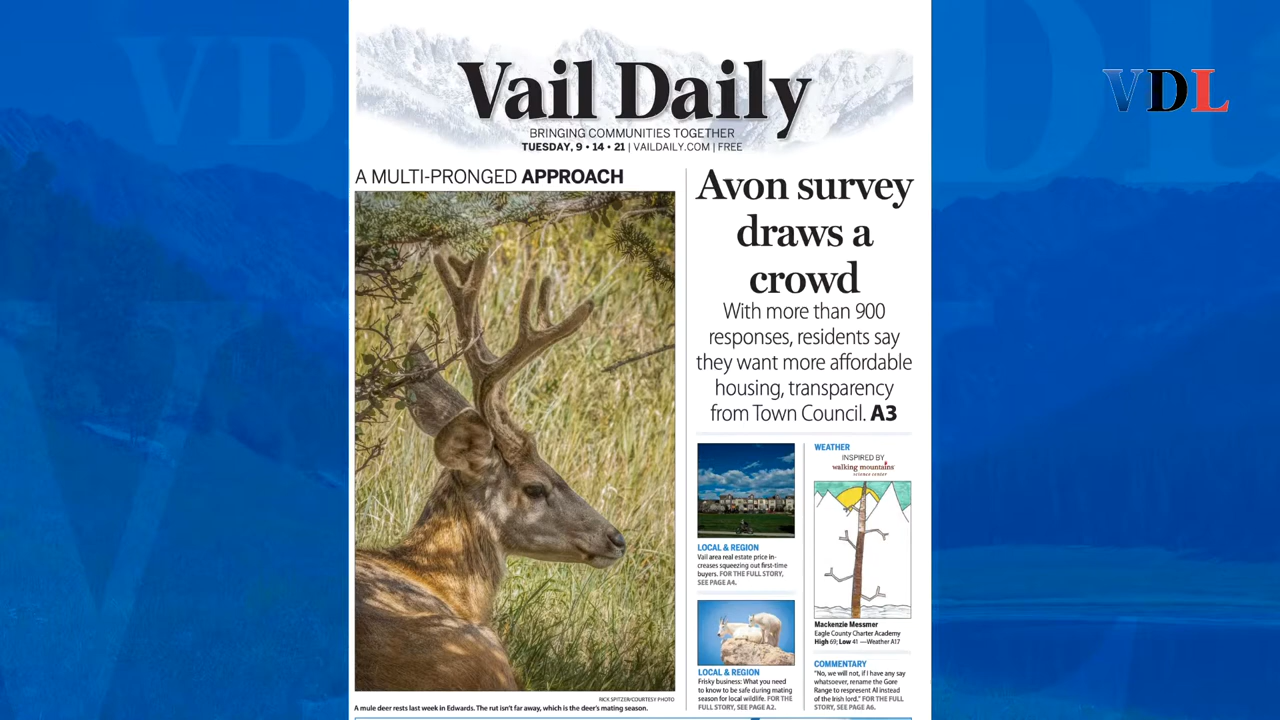 VDL
Vail Daily
BRINGING COMMUNITIES TOGETHER
TUESDAY, 9 • 14 • 21 | VAILDAILY.COM | FREE
A MULTI-PRONGED APPROACH
RICK SPITZER/COURTESY PHOTO
A mule deer rests last week in Edwards. The rut isn't far away, which is the deer's mating season.
Avon survey
draws a
crowd
With more than 900
responses, residents say
they want more affordable
housing, transparency
from Town Council. A3
LOCAL & REGION
Vail area real estate price in-
creases squeezing out first-time
buyers. FOR THE FULL STORY,
SEE PAGE A4.
LOCAL & REGION
Frisky business: What you need
to know to be safe during mating
season for local wildlife. FOR THE
FULL STORY, SEE PAGE A2.
WEATHER
INSPIRED BY
walking mountains
SCIENCE CENTER
Mackenzie Messmer
Eagle County Charter Academy
High 69; Low 41 —Weather A17
COMMENTARY
"No, we will not, if I have any say
whatsoever, rename the Gore
Range to respresent Al instead
of the Irish lord." FOR THE FULL
STORY, SEE PAGE A6.
VD
DL
V